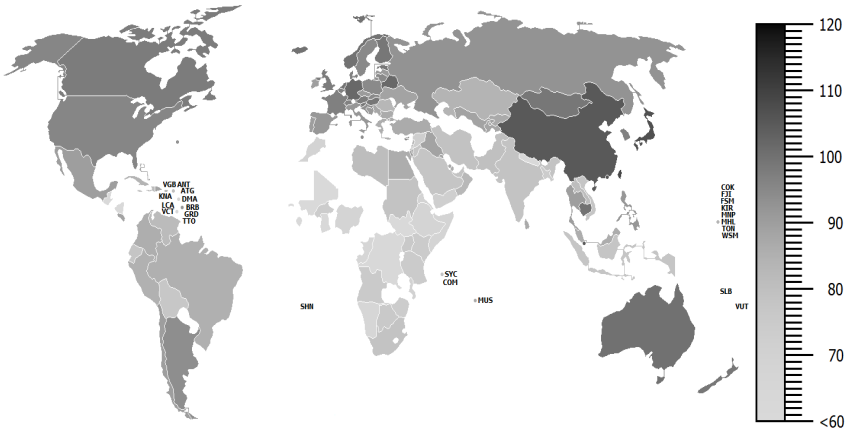 120
110
100
90
80
70
<60
VGB ANT
KNA ATG
DMA
LCA BRB
VCT GRD
TTO
SYC
COM
MUS
SHN
COK
FJI
FSM
KIR
MNP
MHL
TON
WSM
SLB
VUT